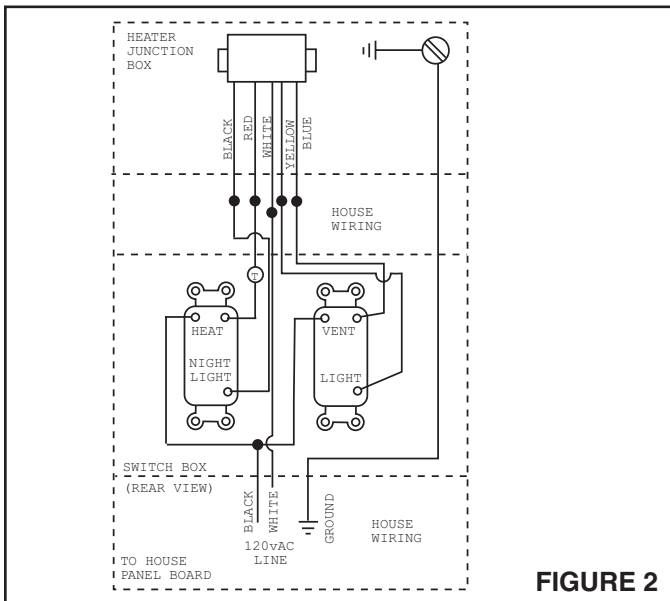 HEATER
JUNCTION
BOX
BLACK
RED
WHITE
YELLOW
BLUE
HOUSE
WIRING
T
HEAT
NIGHT
LIGHT
VENT
LIGHT
SWITCH BOX
(REAR VIEW)
BLACK
WHITE
GROUND
120vAC
LINE
HOUSE
WIRING
TO HOUSE
PANEL BOARD
FIGURE 2